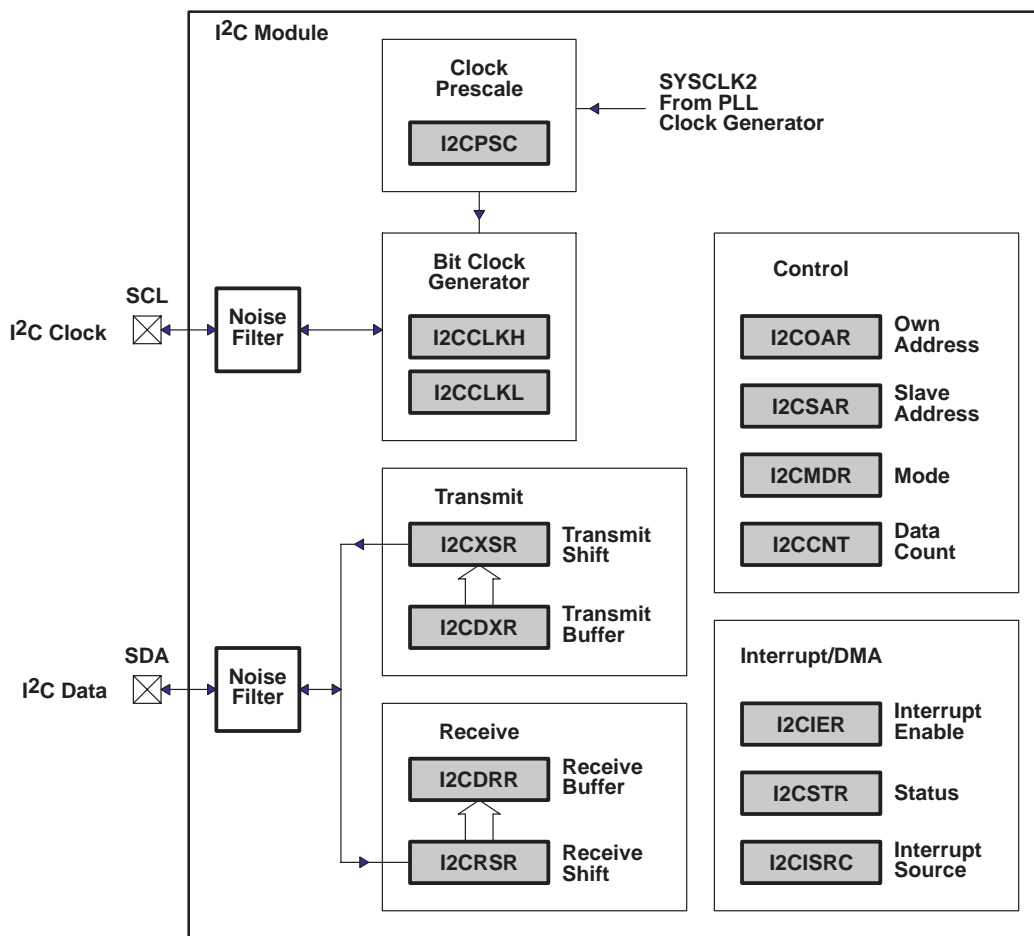 I2C Module
Clock
Prescale
I2CPSC
SYSCLK2
From PLL
Clock Generator
Bit Clock
Generator
I2CCLKH
I2CCLKL
SCL
I2C Clock
Noise
Filter
Control
I2COAR
Own
Address
I2CSAR
Slave
Address
I2CMDR
Mode
I2CCNT
Data
Count
Transmit
I2CXSR
Transmit
Shift
I2CDXR
Transmit
Buffer
SDA
I2C Data
Noise
Filter
Receive
I2CDRR
Receive
Buffer
I2CRSR
Receive
Shift
Interrupt/DMA
I2CIER
Interrupt
Enable
I2CSTR
Status
I2CISRC
Interrupt
Source